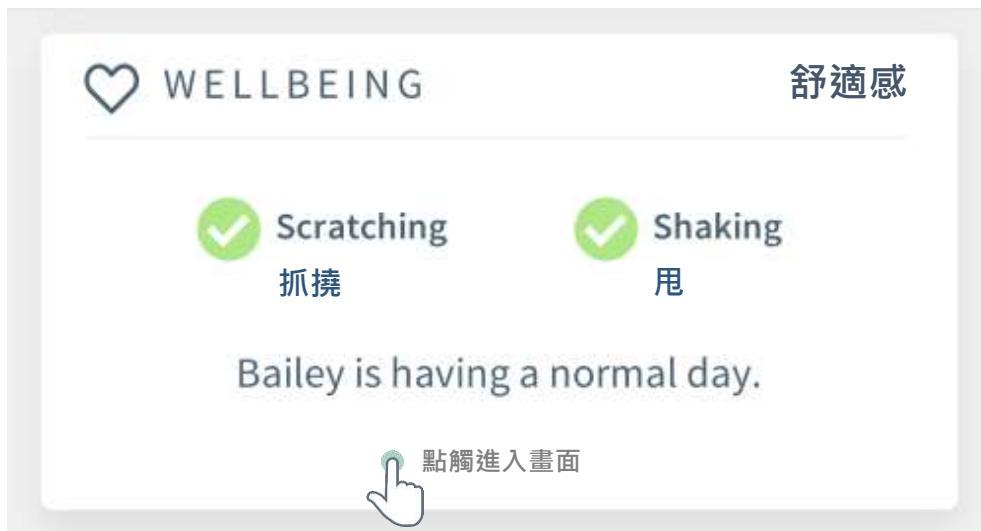 WELLBEING 舒適感
Scratching Shaking
抓撓 甩
Bailey is having a normal day.
點觸進入畫面